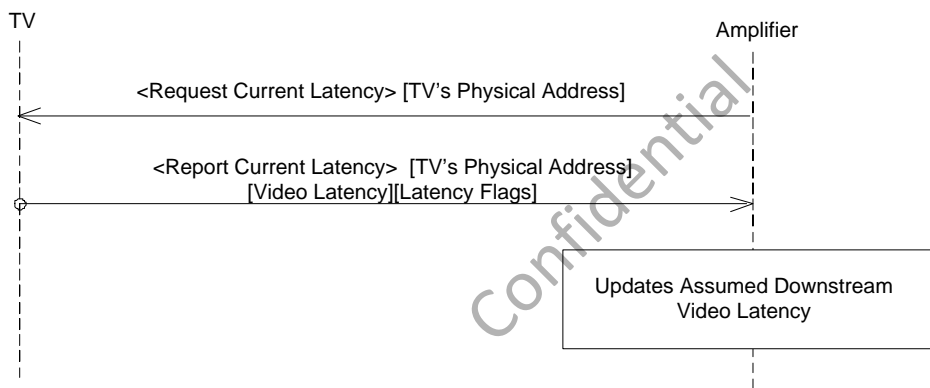 TV
Amplifier
<Request Current Latency> [TV's Physical Address]
<Report Current Latency>  [TV's Physical Address]
[Video Latency][Latency Flags]
Confidential
Updates Assumed Downstream
Video Latency